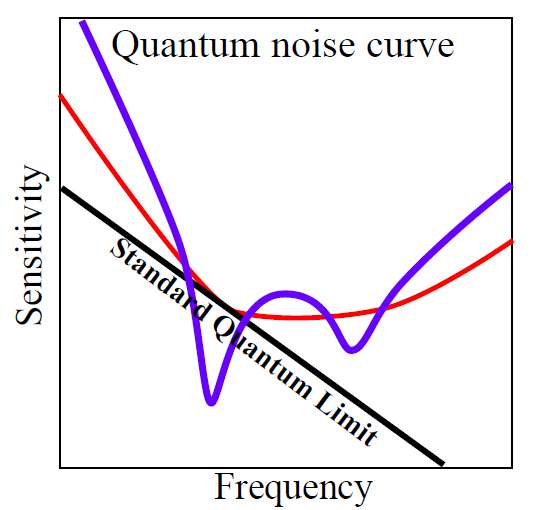 Quantum noise curve
Sensitivity
Standard Quantum Limit
Frequency